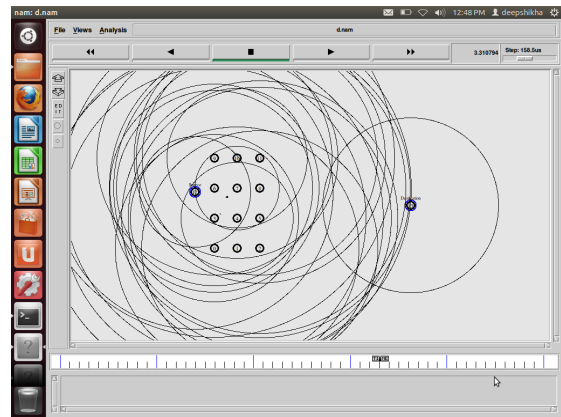 nam: d.nam
12:48 PM deepshikha
File Views Analysis d.nam
3.310794 Step: 158.5us
E D
I T